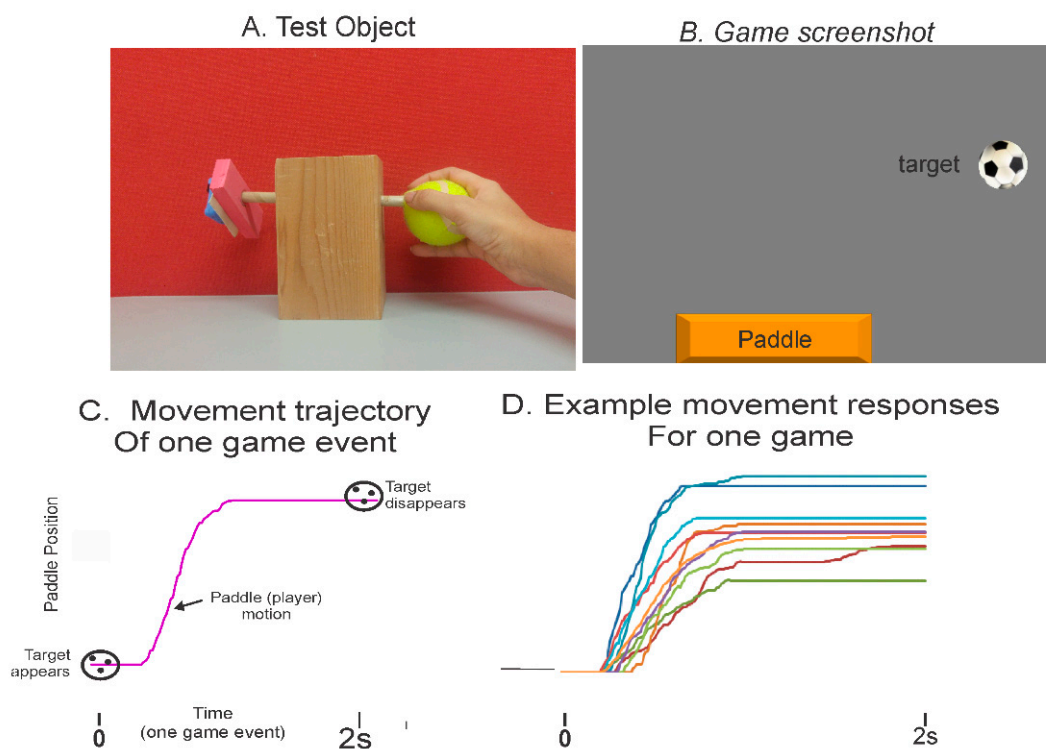 A. Test Object
B. Game screenshot
target
Paddle
C. Movement trajectory
Of one game event
D. Example movement responses
For one game
Paddle Position
Target
disappears
Paddle (player)
motion
Target
appears
Time
(one game event)
0
2s
0
2s